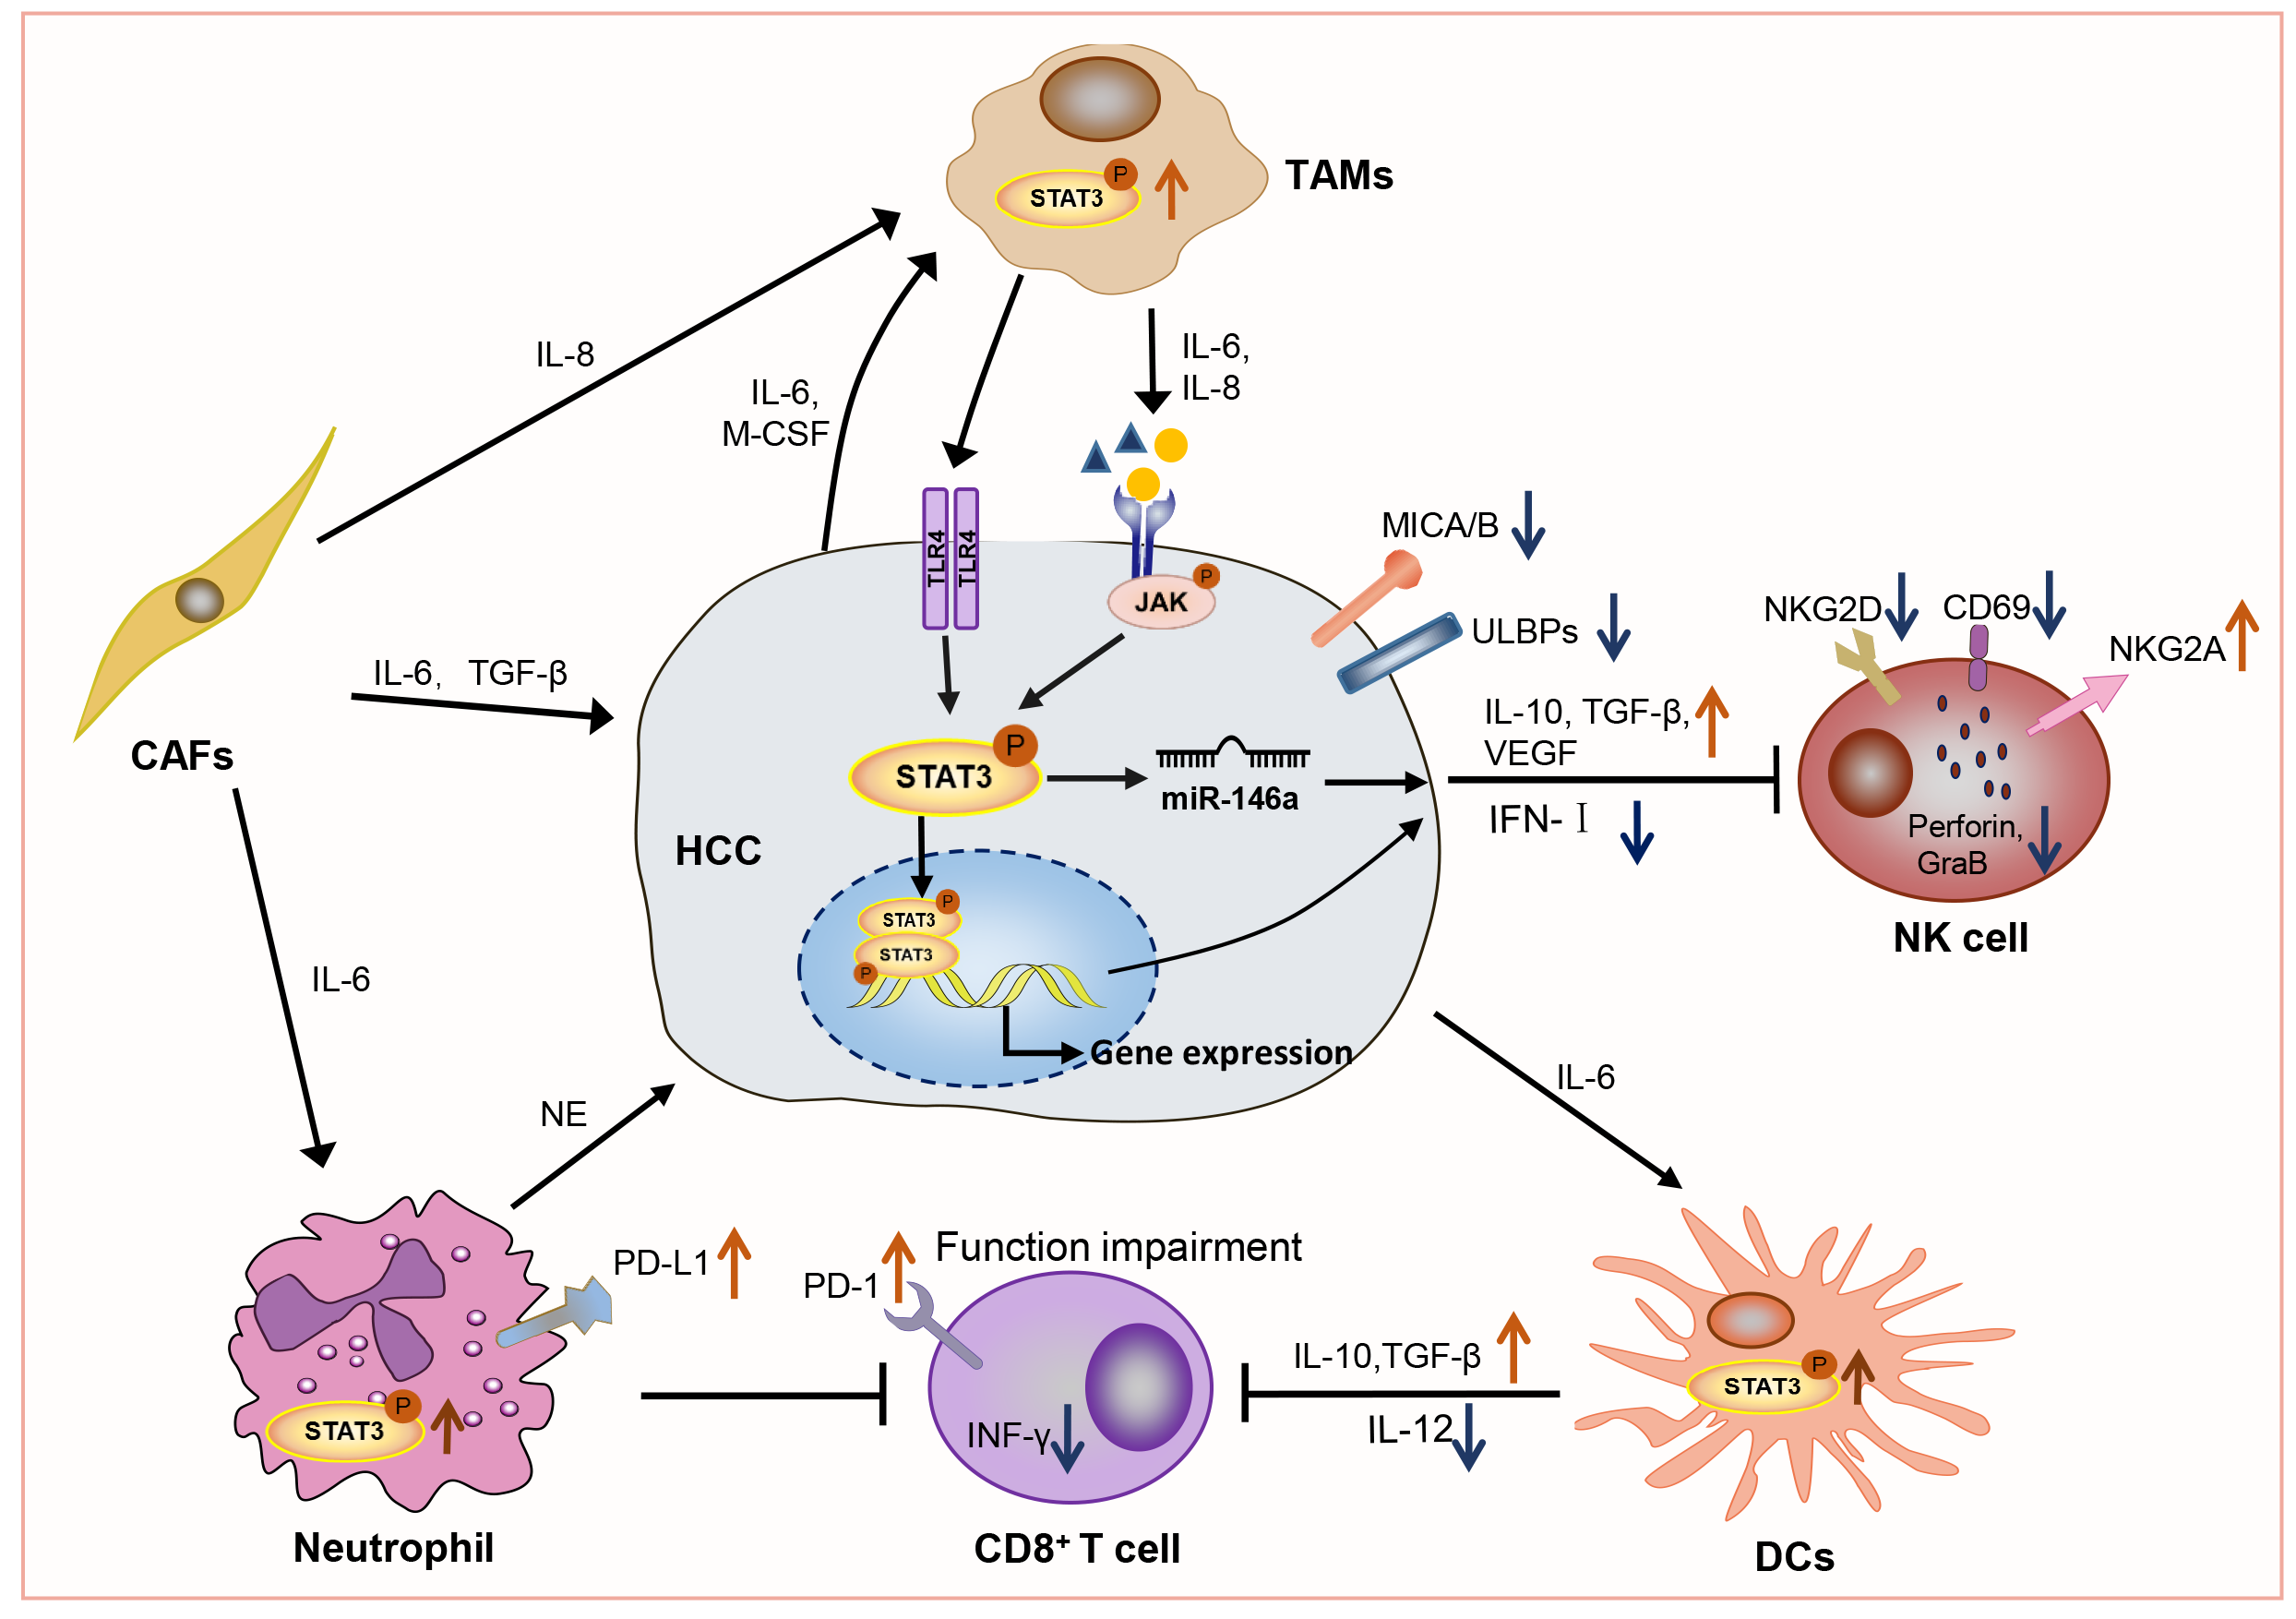 TAMs
P
STAT3
IL-8
IL-6,
M-CSF
IL-6,
IL-8
TLR4
TLR4
P
JAK
MICA/B
ULBPs
NKG2D
CD69
NKG2A
IL-6, TGF-β
CAFs
P
STAT3
miR-146a
IL-10, TGF-β,
VEGF
IFN-Ⅰ
Perforin,
GraB
NK cell
HCC
P
STAT3
STAT3
P
Gene expression
IL-6
IL-6
NE
PD-L1
PD-1
Function impairment
INF-γ
IL-10,TGF-β
IL-12
P
STAT3
P
STAT3
Neutrophil
CD8⁺ T cell
DCs